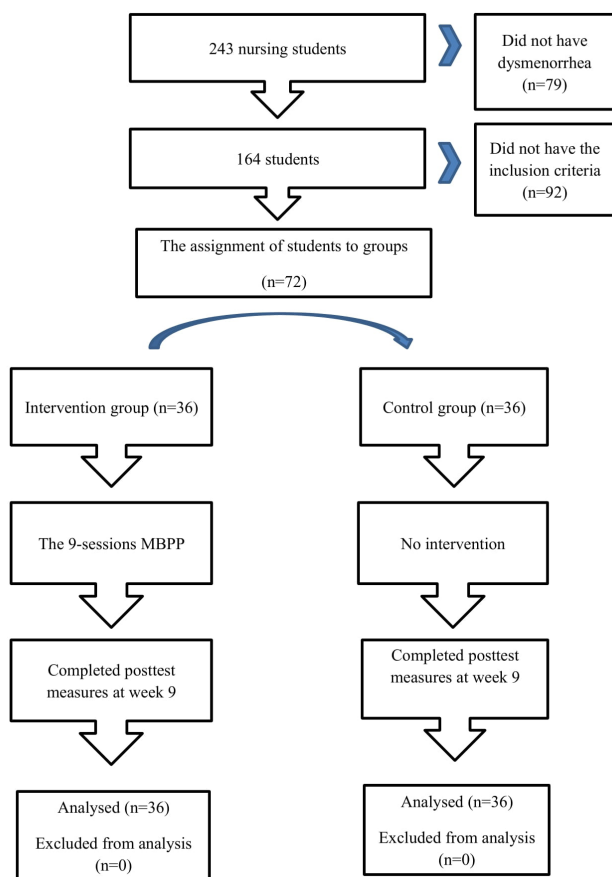 243 nursing students
Did not have
dysmenorrhea
(n=79)
164 students
Did not have the
inclusion criteria
(n=92)
The assignment of students to groups
(n=72)
Intervention group (n=36)
Control group (n=36)
The 9-sessions MBPP
No intervention
Completed posttest
measures at week 9
Completed posttest
measures at week 9
Analysed (n=36)
Excluded from analysis
(n=0)
Analysed (n=36)
Excluded from analysis
(n=0)